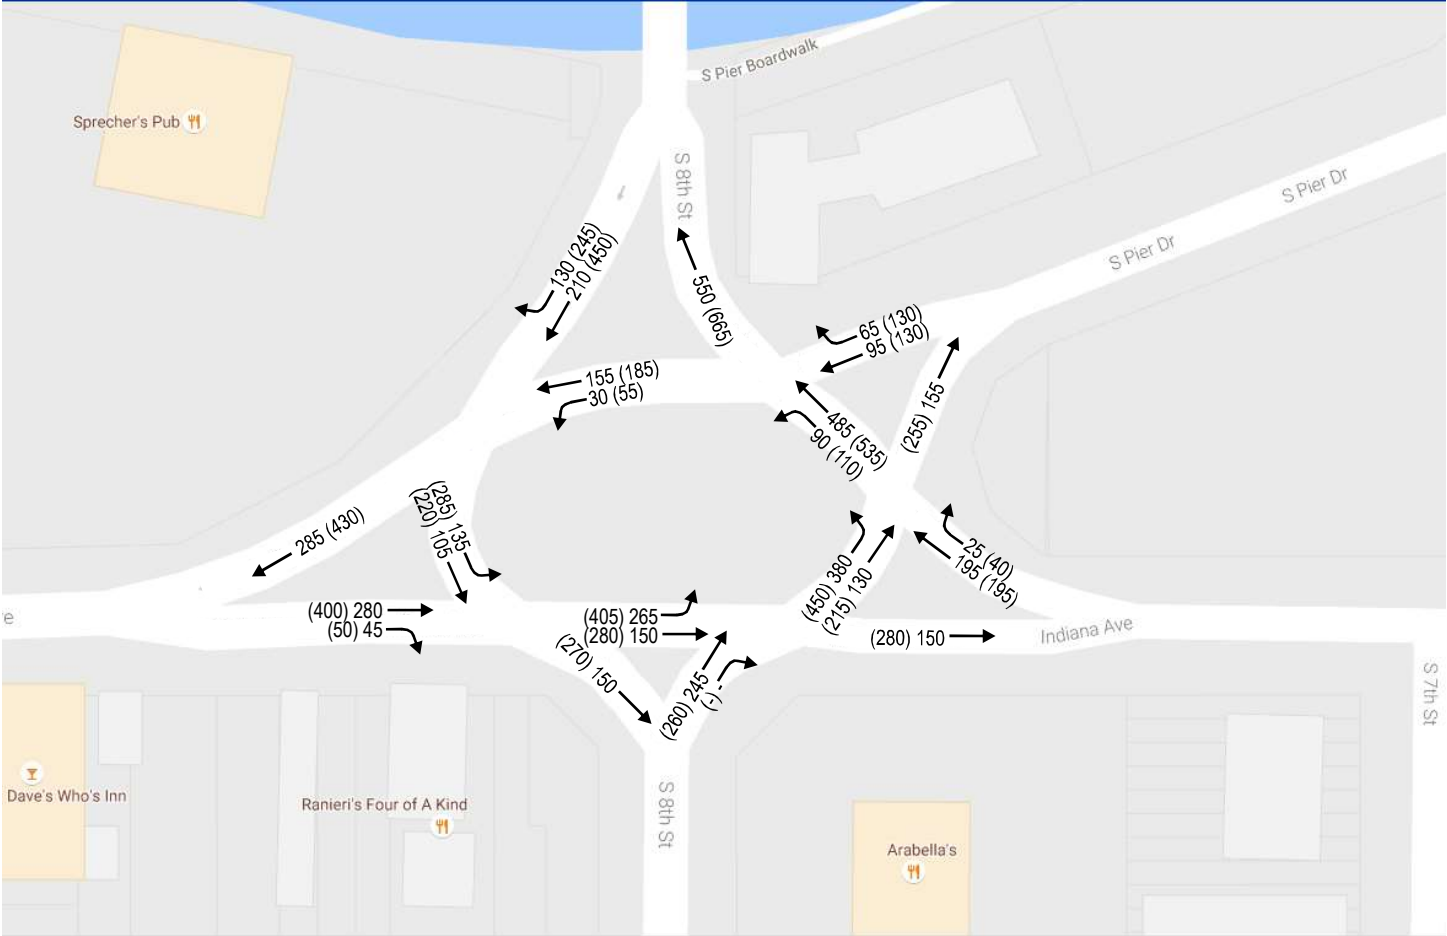 S Pier Boardwalk
Sprecher's Pub
S 8th St
S Pier Dr
S Pier Dr
130 (245)
210 (450)
550 (665)
65 (130)
95 (130)
155 (185)
30 (55)
(255) 155
485 (535)
90 (110)
(285) 135
(220) 105
285 (430)
25 (40)
195 (195)
(450) 380
(215) 130
e
(400) 280
(50) 45
(405) 265
(280) 150
(280) 150
Indiana Ave
(270) 150
(260) 245
(-) -
S 7th St
Dave's Who's Inn
Ranieri's Four of A Kind
S 8th St
Arabella's